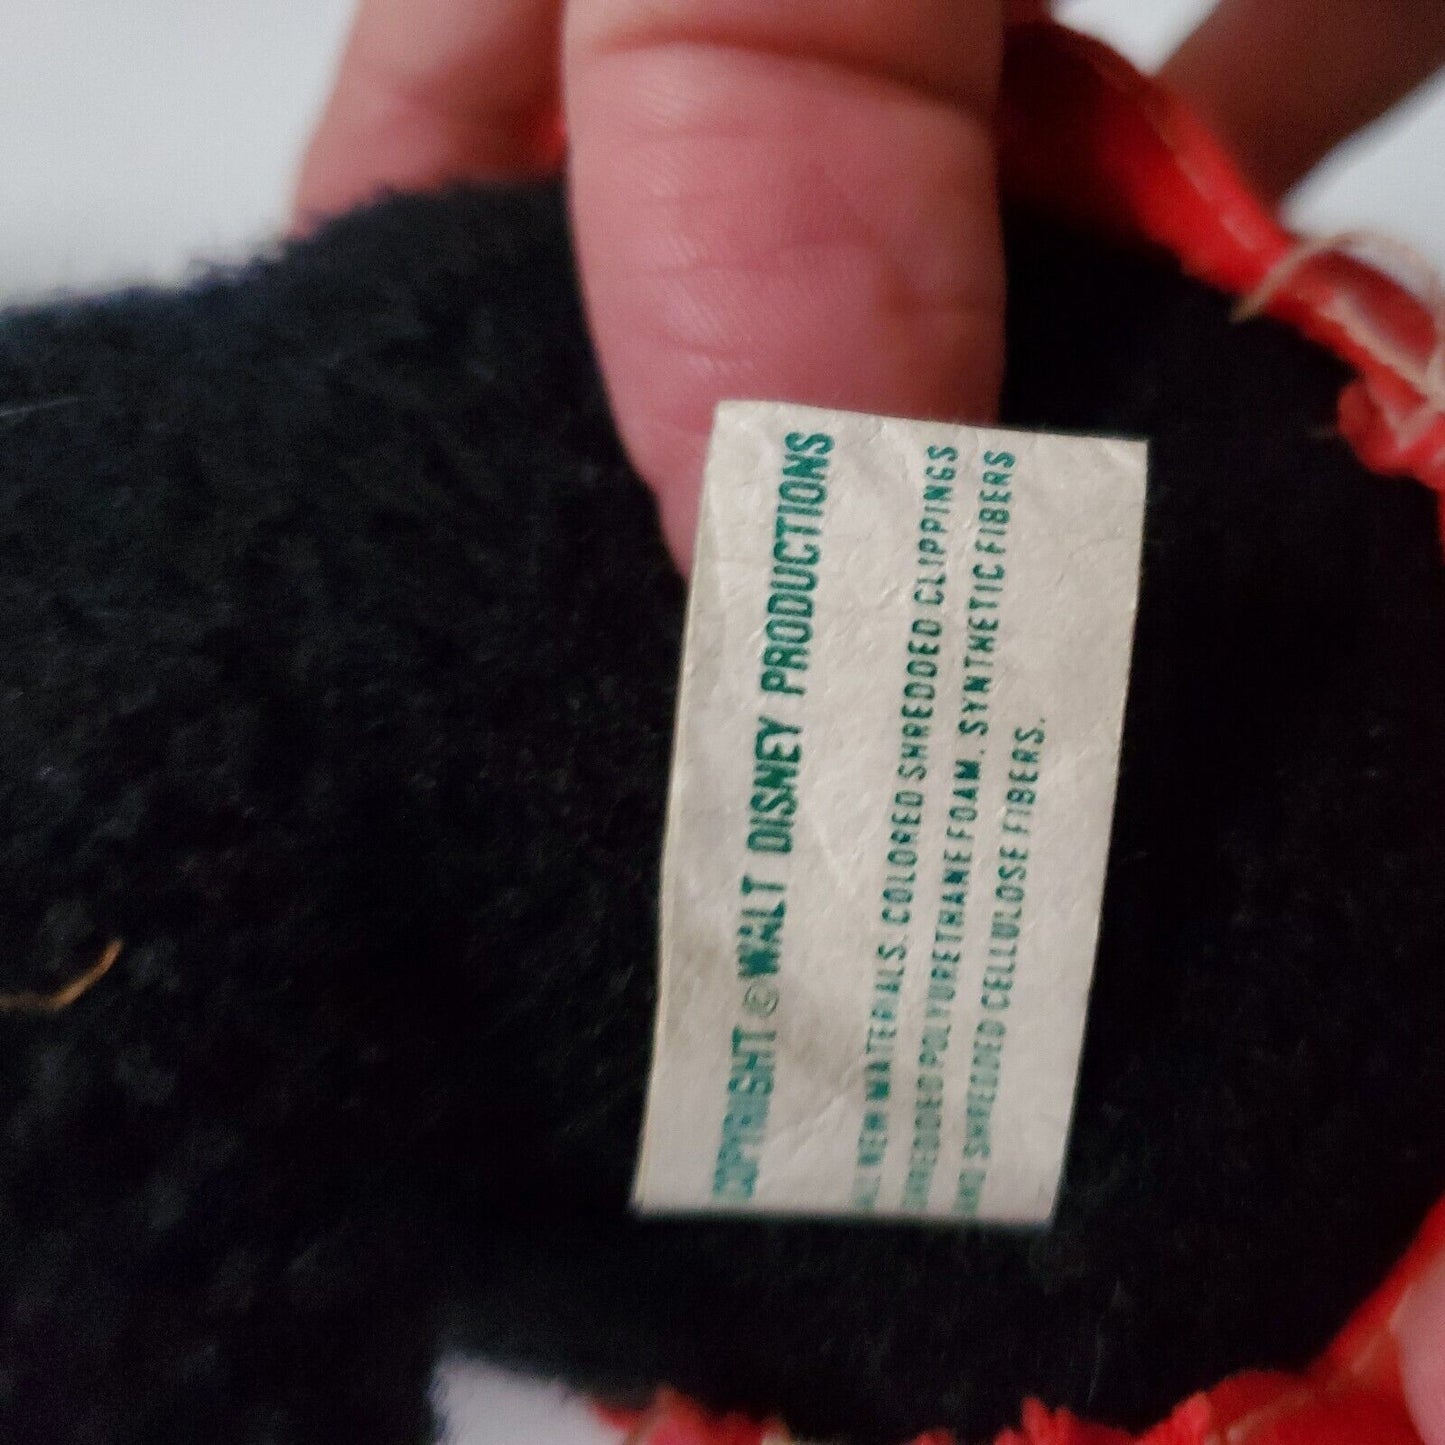 COPYRIGHT © WALT DISNEY PRODUCTIONS
ALL NEW MATERIALS. COLORED SHREDDED CLIPPINGS
SHREDDED POLYURETHANE FOAM. SYNTHETIC FIBERS
AND SHREDDED CELLULOSE FIBERS.